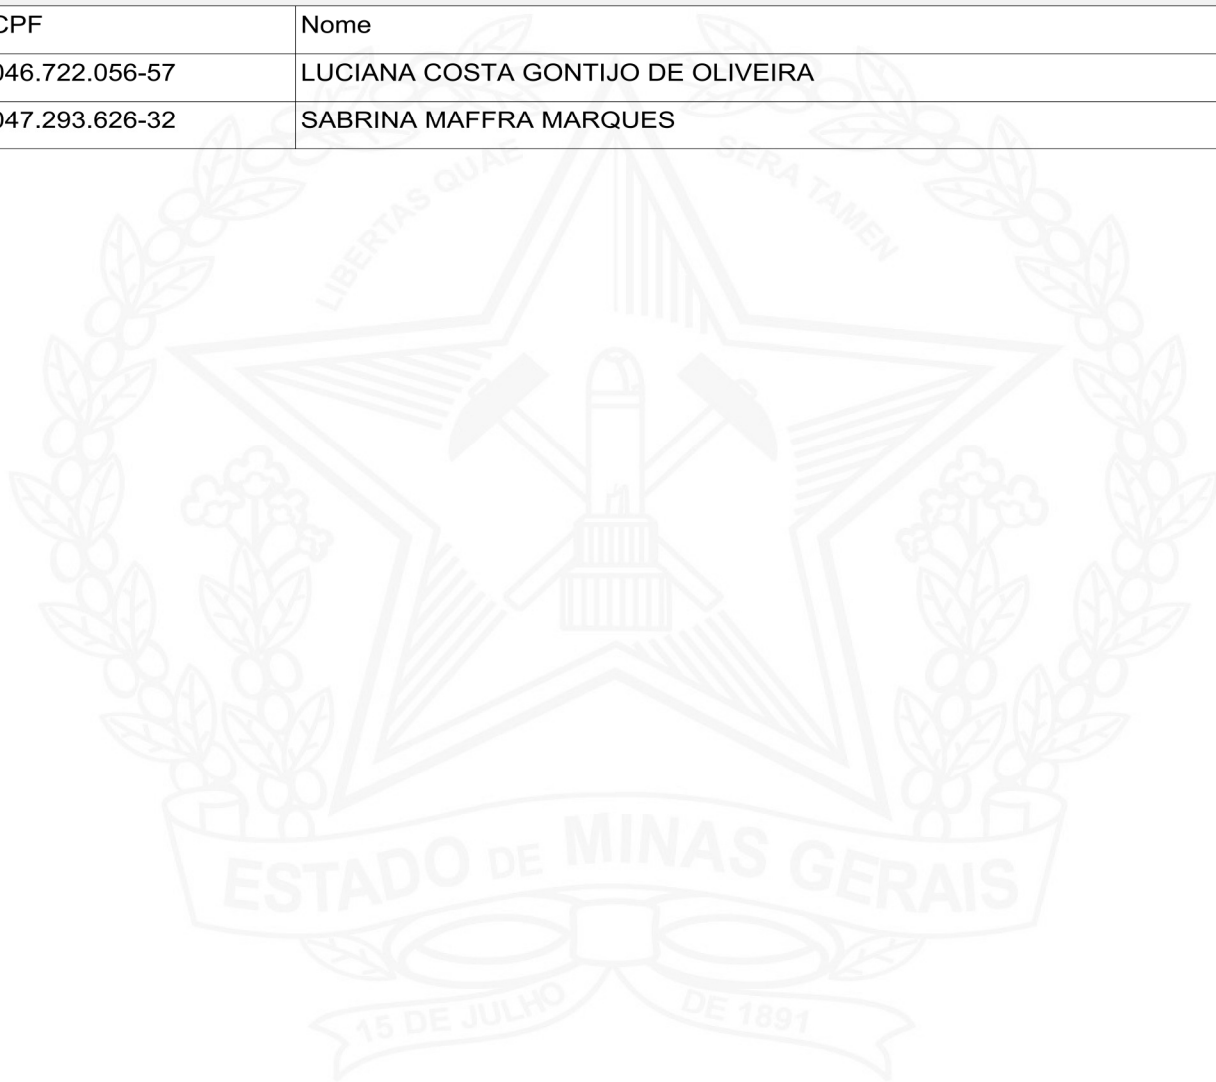 CPF Nome
046.722.056-57 LUCIANA COSTA GONTIJO DE OLIVEIRA
047.293.626-32 SABRINA MAFFRA MARQUES
LIBERTAS QUAE SERA TAMEN
ESTADO DE MINAS GERAIS
15 DE JULHO DE 1891